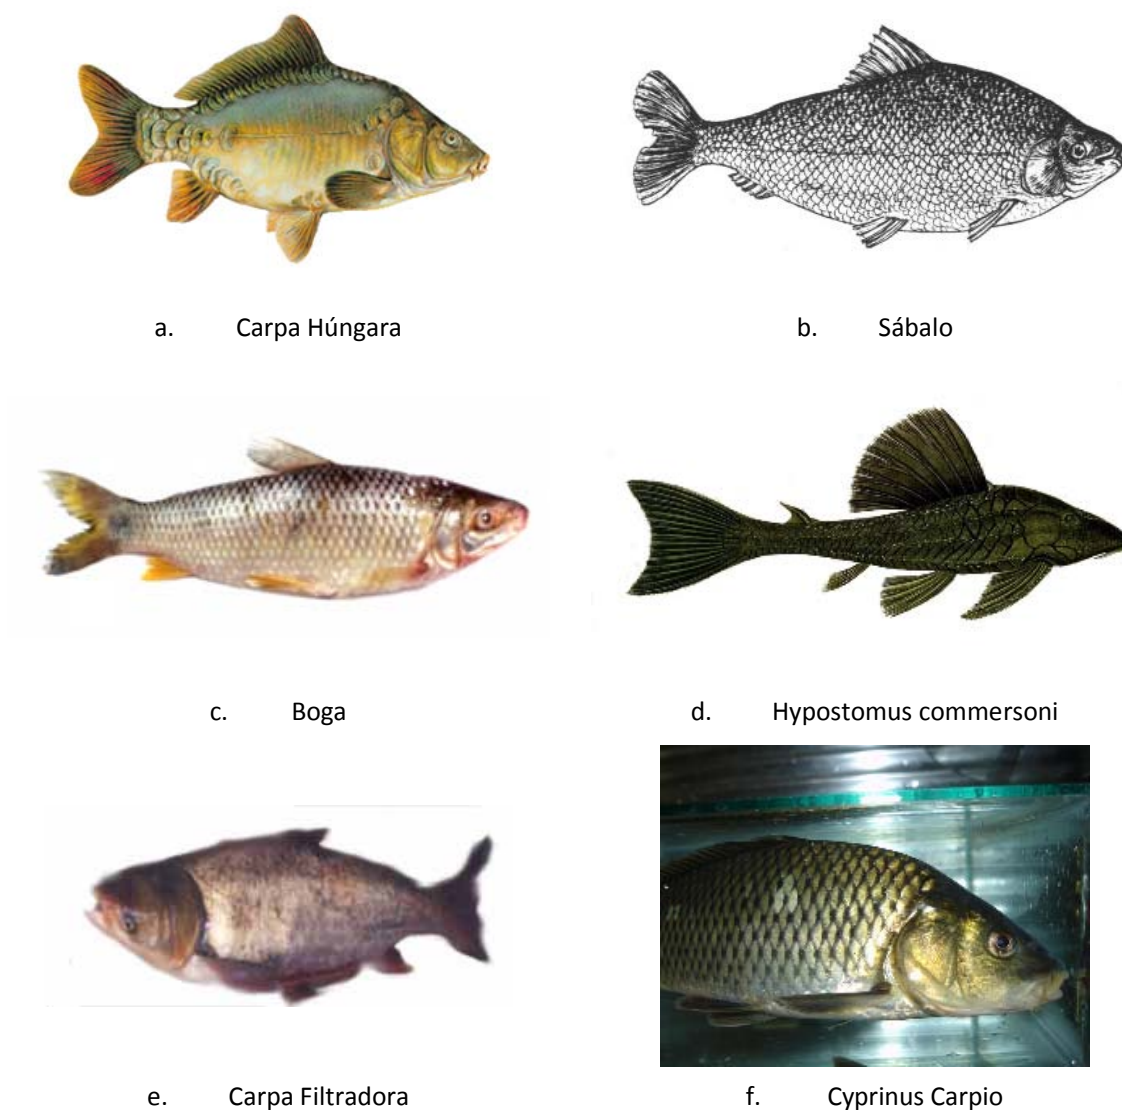 a. Carpa Húngara
b. Sábalo
c. Boga
d. Hypostomus commersoni
e. Carpa Filtradora
f. Cyprinus Carpio